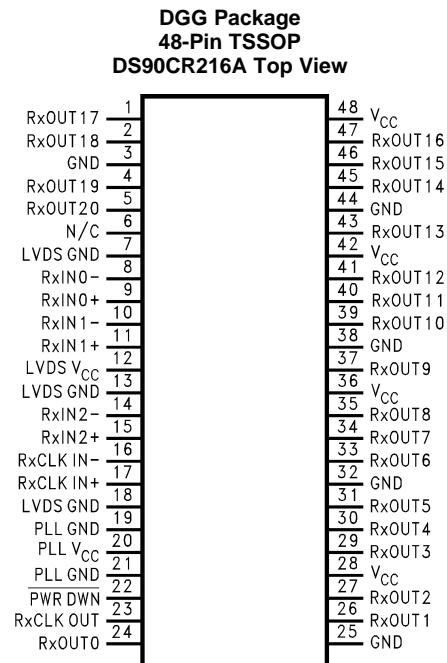 DGG Package
48-Pin TSSOP
DS90CR216A Top View
RxOUT17 1
RxOUT18 2
GND 3
RxOUT19 4
RxOUT20 5
N/C 6
LVDS GND 7
RxIN0- 8
RxIN0+ 9
RxIN1- 10
RxIN1+ 11
LVDS VCC 12
LVDS GND 13
RxIN2- 14
RxIN2+ 15
RxCLK IN- 16
RxCLK IN+ 17
LVDS GND 18
PLL GND 19
PLL VCC 20
PLL GND 21
PWR DWN 22
RxCLK OUT 23
RxOUT0 24
48 VCC
47 RxOUT16
46 RxOUT15
45 RxOUT14
44 GND
43 RxOUT13
42 VCC
41 RxOUT12
40 RxOUT11
39 RxOUT10
38 GND
37 RxOUT9
36 VCC
35 RxOUT8
34 RxOUT7
33 RxOUT6
32 GND
31 RxOUT5
30 RxOUT4
29 RxOUT3
28 VCC
27 RxOUT2
26 RxOUT1
25 GND